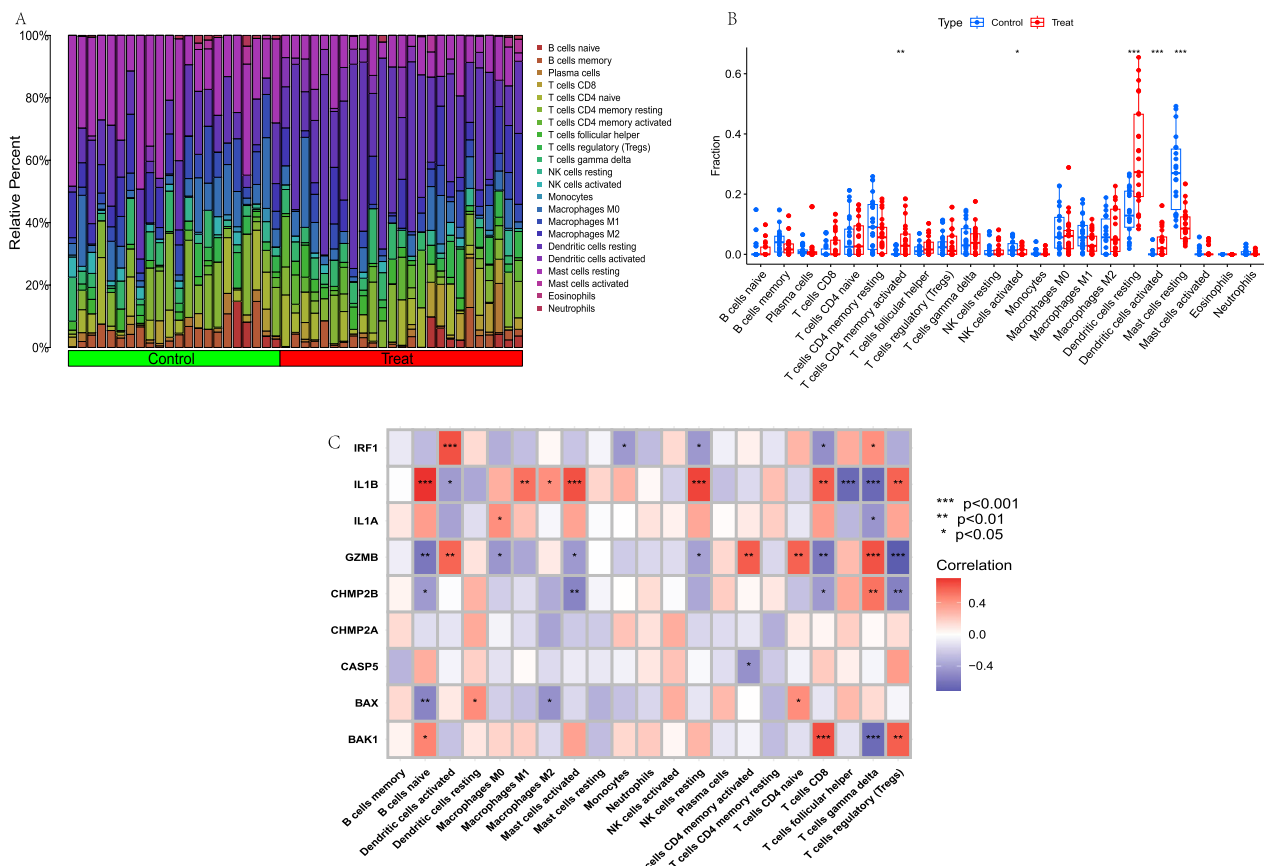 A
100%
80%
60%
40%
20%
0%
Relative Percent
Control
Treat
B cells naive
B cells memory
Plasma cells
T cells CD8
T cells CD4 naive
T cells CD4 memory resting
T cells CD4 memory activated
T cells follicular helper
T cells regulatory (Tregs)
T cells gamma delta
NK cells resting
NK cells activated
Monocytes
Macrophages M0
Macrophages M1
Macrophages M2
Dendritic cells resting
Dendritic cells activated
Mast cells resting
Mast cells activated
Eosinophils
Neutrophils
B
Type Control Treat
** * *** *** ***
0.6
0.4
0.2
0.0
Fraction
B cells naive
B cells memory
Plasma cells
T cells CD8
T cells CD4 naive
T cells CD4 memory resting
T cells CD4 memory activated
T cells follicular helper
T cells regulatory (Tregs)
T cells gamma delta
NK cells resting
NK cells activated
Monocytes
Macrophages M0
Macrophages M1
Macrophages M2
Dendritic cells resting
Dendritic cells activated
Mast cells resting
Mast cells activated
Eosinophils
Neutrophils
C
IRF1 *** * * * *
IL1B *** * ** * *** *** ** *** *** **
IL1A * *
GZMB ** ** * * * ** ** ** *** ***
CHMP2B * ** * ** **
CHMP2A
CASP5 *
BAX ** * * *
BAK1 * *** *** **
B cells memory
B cells naive
Dendritic cells activated
Dendritic cells resting
Macrophages M0
Macrophages M1
Macrophages M2
Mast cells activated
Mast cells resting
Monocytes
Neutrophils
NK cells activated
NK cells resting
Plasma cells
cells CD4 memory activated
T cells CD4 memory resting
T cells CD4 naive
T cells CD8
T cells follicular helper
T cells gamma delta
T cells regulatory (Tregs)
*** p<0.001
** p<0.01
* p<0.05
Correlation
0.4
0.0
−0.4